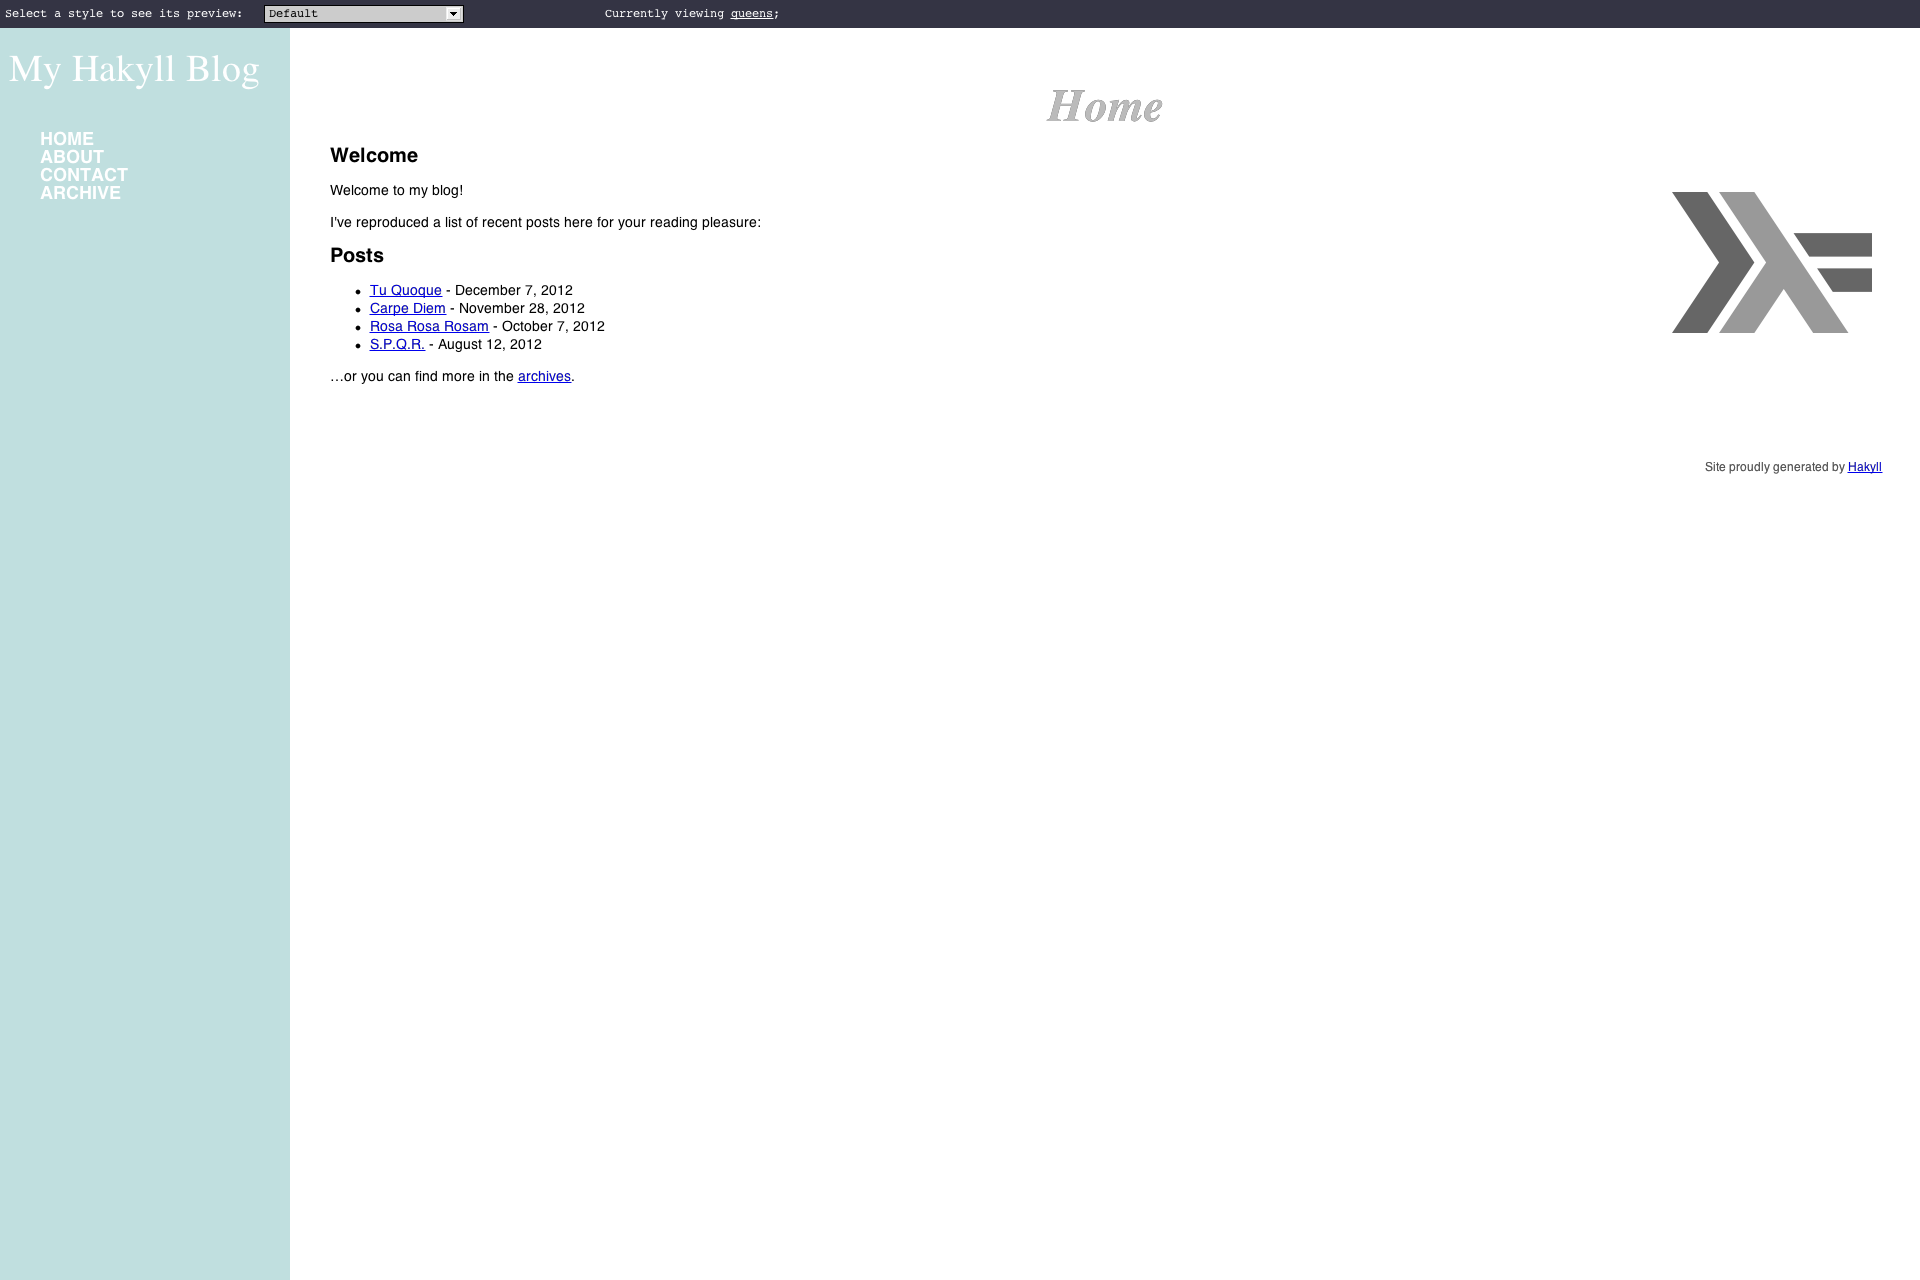 Select a style to see its preview: Default Currently viewing queens;
My Hakyll Blog
HOME
ABOUT
CONTACT
ARCHIVE
Home
Welcome
Welcome to my blog!
I've reproduced a list of recent posts here for your reading pleasure:
Posts
Tu Quoque - December 7, 2012
Carpe Diem - November 28, 2012
Rosa Rosa Rosam - October 7, 2012
S.P.Q.R. - August 12, 2012
…or you can find more in the archives.
Site proudly generated by Hakyll